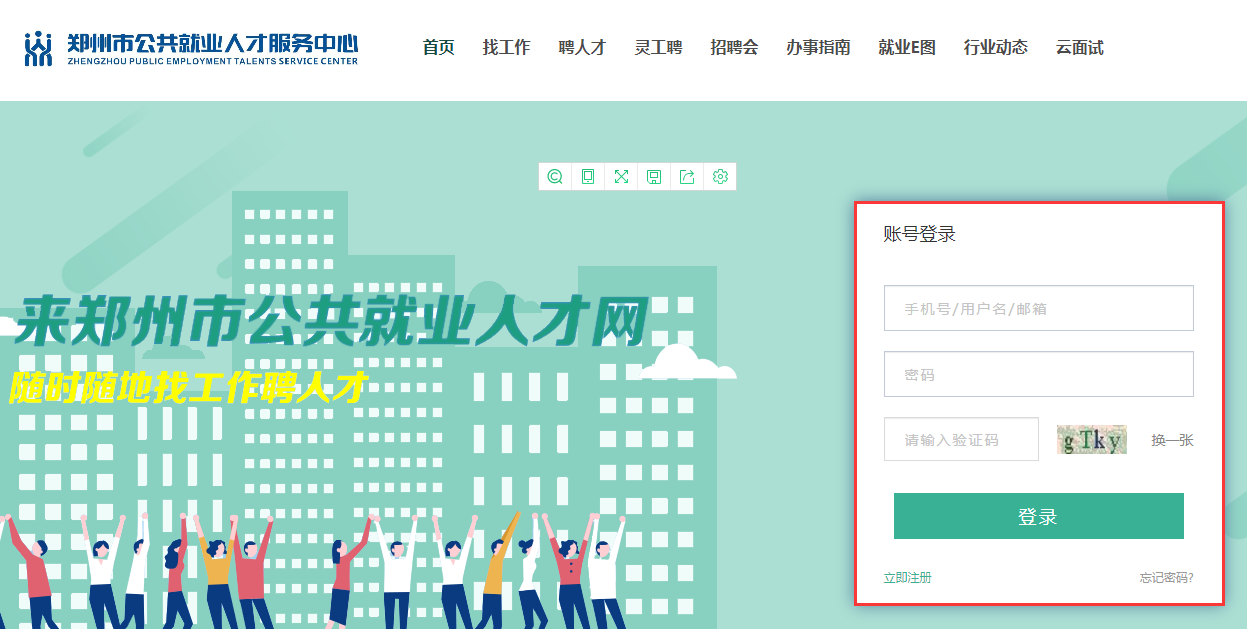 郑州市公共就业人才服务中心
ZHENGZHOU PUBLIC EMPLOYMENT TALENTS SERVICE CENTER
首页 找工作 聘人才 灵工聘 招聘会 办事指南 就业E图 行业动态 云面试
账号登录
手机号/用户名/邮箱
来郑州市公共就业人才网
随时随地找工作聘人才
密码
请输入验证码 gTky 换一张
登录
立即注册 忘记密码?